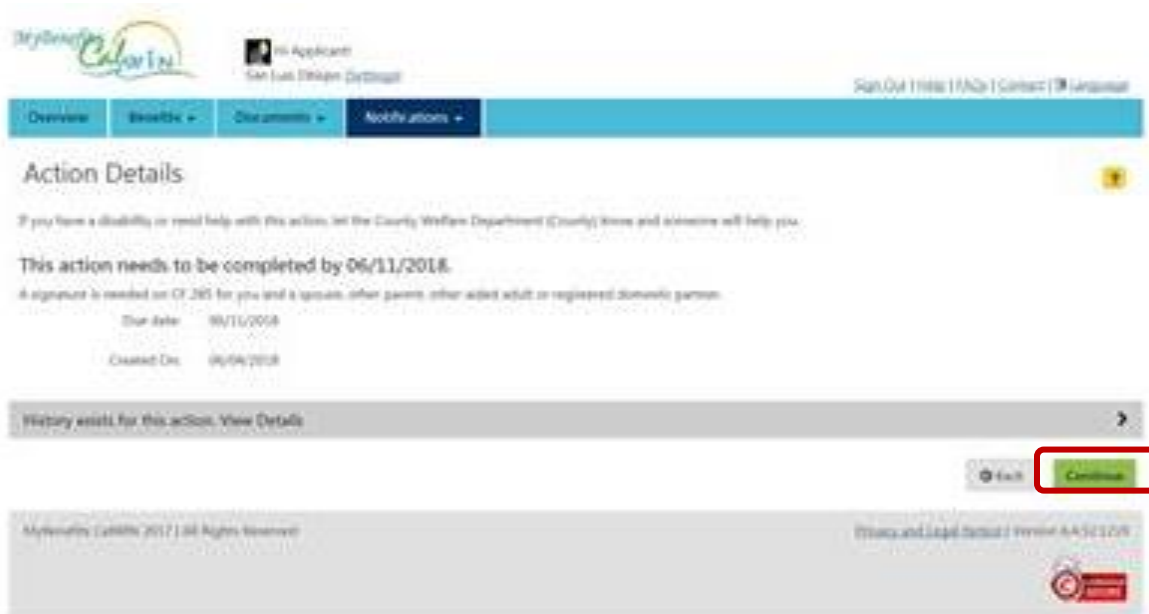 MyBenefits CalWIN
Hi Applicant!
San Luis Obispo (Settings)
Sign Out | Help | FAQs | Contact | Language
Overview Benefits Documents Notifications
Action Details
If you have a disability or need help with this action, let the County Welfare Department (County) know and someone will help you.
This action needs to be completed by 06/11/2018.
A signature is needed on CF 285 for you and a spouse, other parent, other aided adult or registered domestic partner.
Due date: 06/11/2018
Created On: 06/04/2018
History exists for this action. View Details
Back Continue
MyBenefits CalWIN 2017 | All Rights Reserved
Privacy and Legal Notice | Version